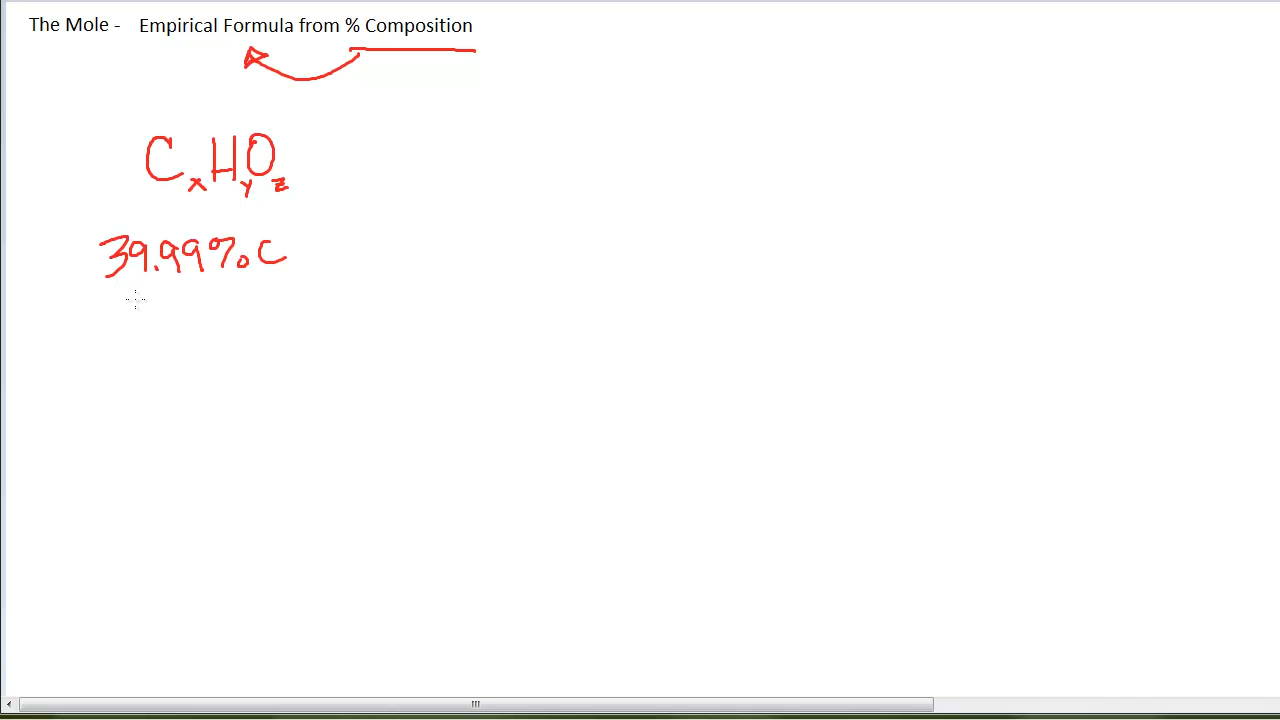 The Mole - Empirical Formula from % Composition
CxHyOz
39.99% C